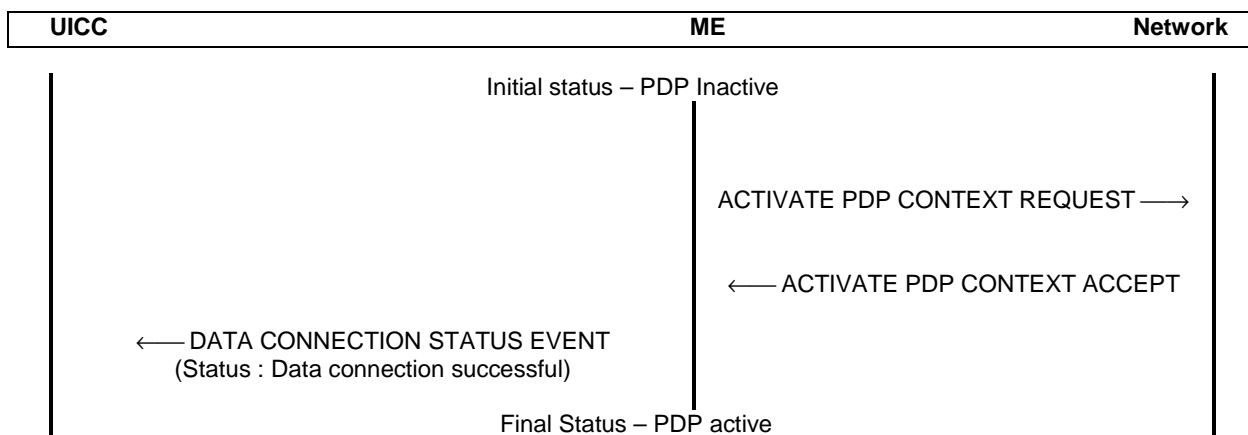 UICC ME Network
Initial status – PDP Inactive
ACTIVATE PDP CONTEXT REQUEST ⟶
⟵ ACTIVATE PDP CONTEXT ACCEPT
⟵ DATA CONNECTION STATUS EVENT
(Status : Data connection successful)
Final Status – PDP active